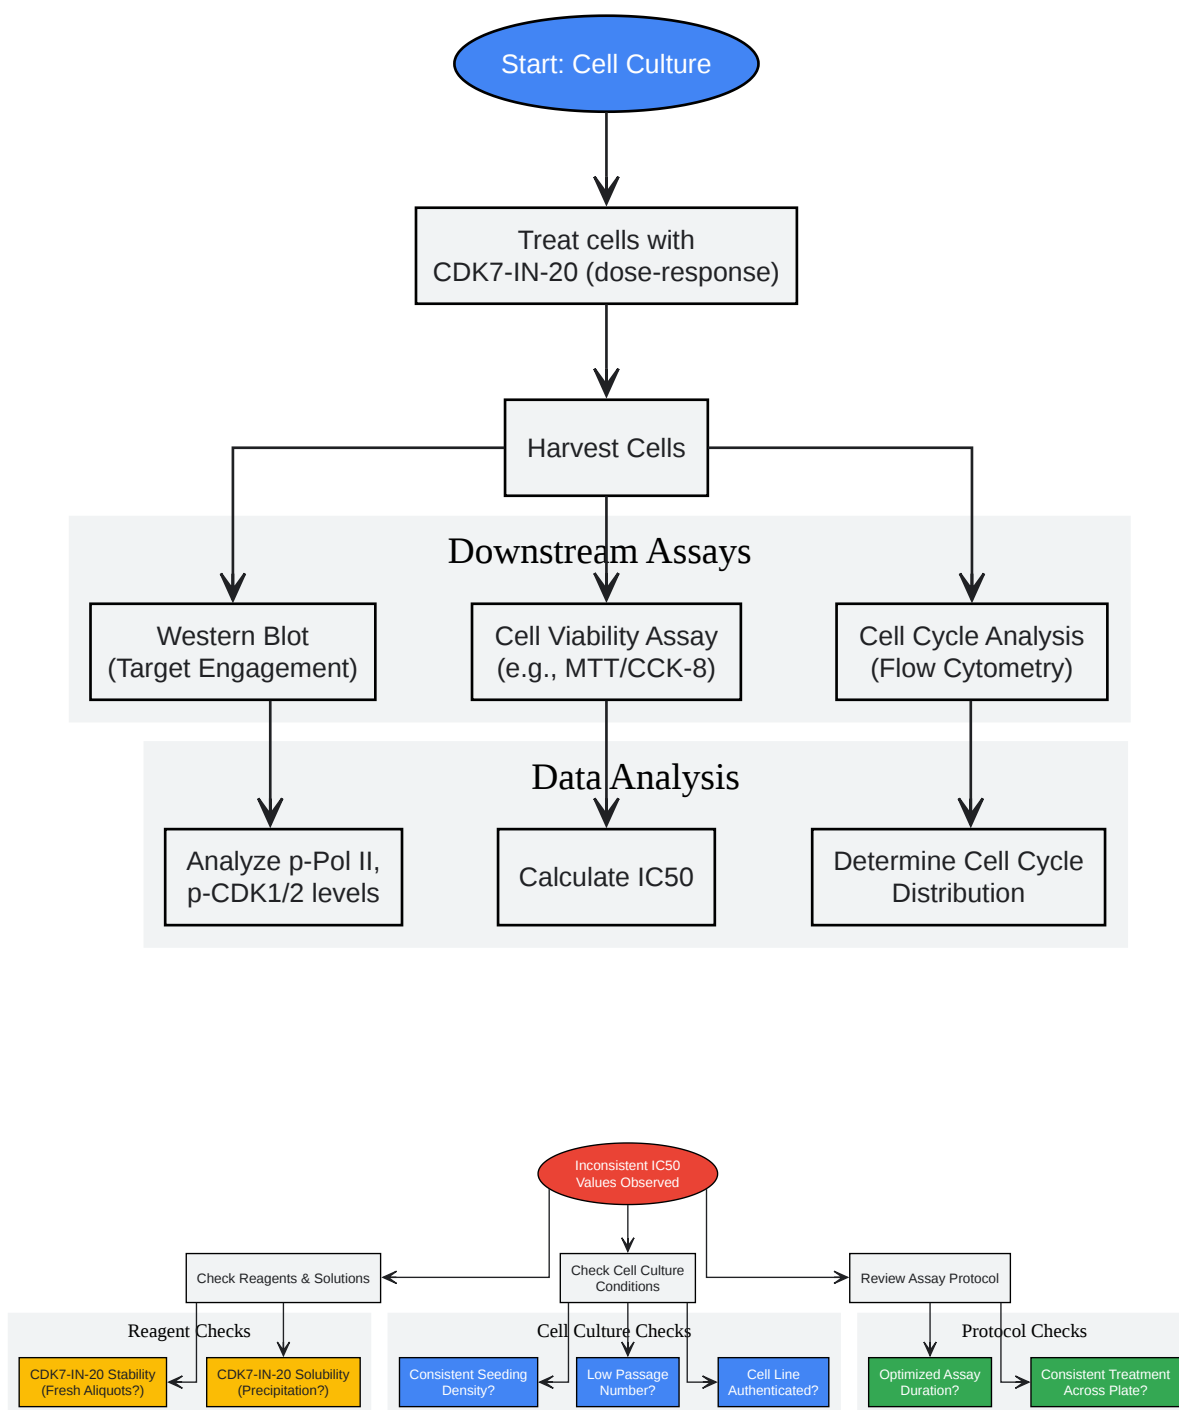 Start: Cell Culture
Treat cells with
CDK7-IN-20 (dose-response)
Harvest Cells
Downstream Assays
Western Blot
(Target Engagement)
Cell Viability Assay
(e.g., MTT/CCK-8)
Cell Cycle Analysis
(Flow Cytometry)
Data Analysis
Analyze p-Pol II,
p-CDK1/2 levels
Calculate IC50
Determine Cell Cycle
Distribution
Inconsistent IC50
Values Observed
Check Reagents & Solutions
Check Cell Culture
Conditions
Review Assay Protocol
Reagent Checks
Cell Culture Checks
Protocol Checks
CDK7-IN-20 Stability
(Fresh Aliquots?)
CDK7-IN-20 Solubility
(Precipitation?)
Consistent Seeding
Density?
Low Passage
Number?
Cell Line
Authenticated?
Optimized Assay
Duration?
Consistent Treatment
Across Plate?